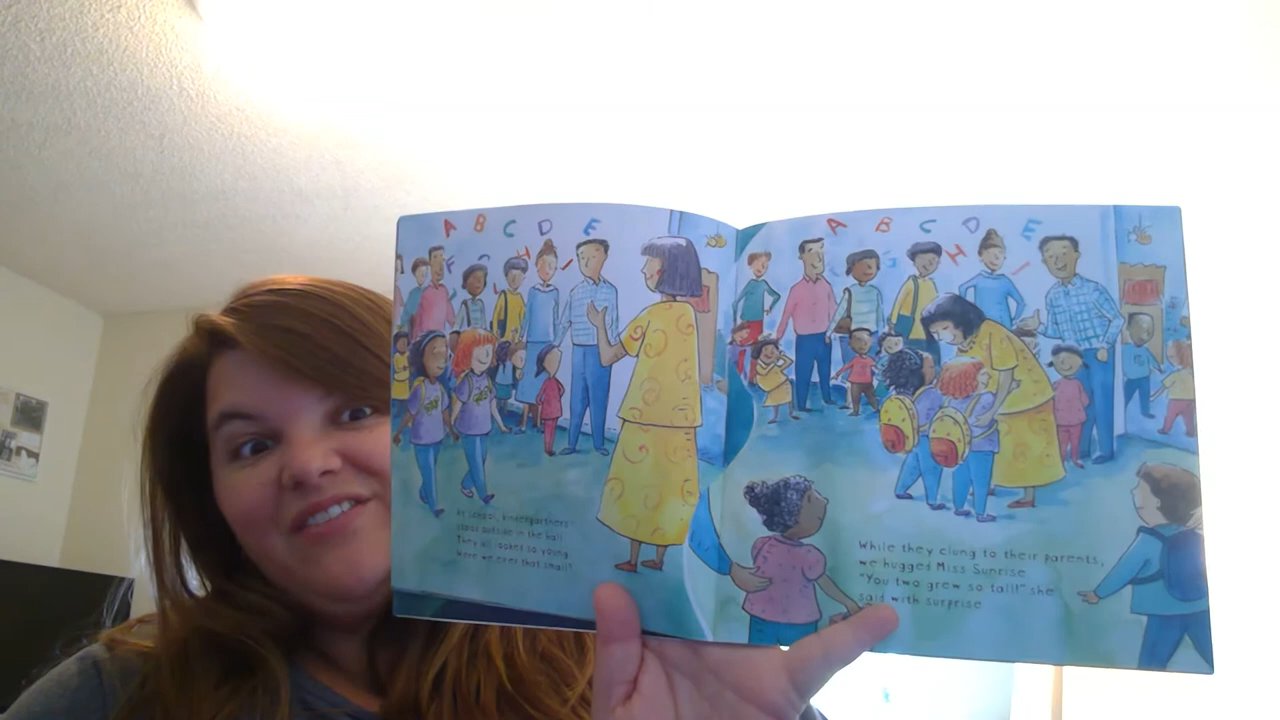 A B C D E
H I
At school, kindergartners
stood outside in the hall.
They all looked so young.
Were we ever that small?
A B C D E
H I
While they clung to their parents,
we hugged Miss Sunrise.
"You two grew so tall!" she
said with surprise.